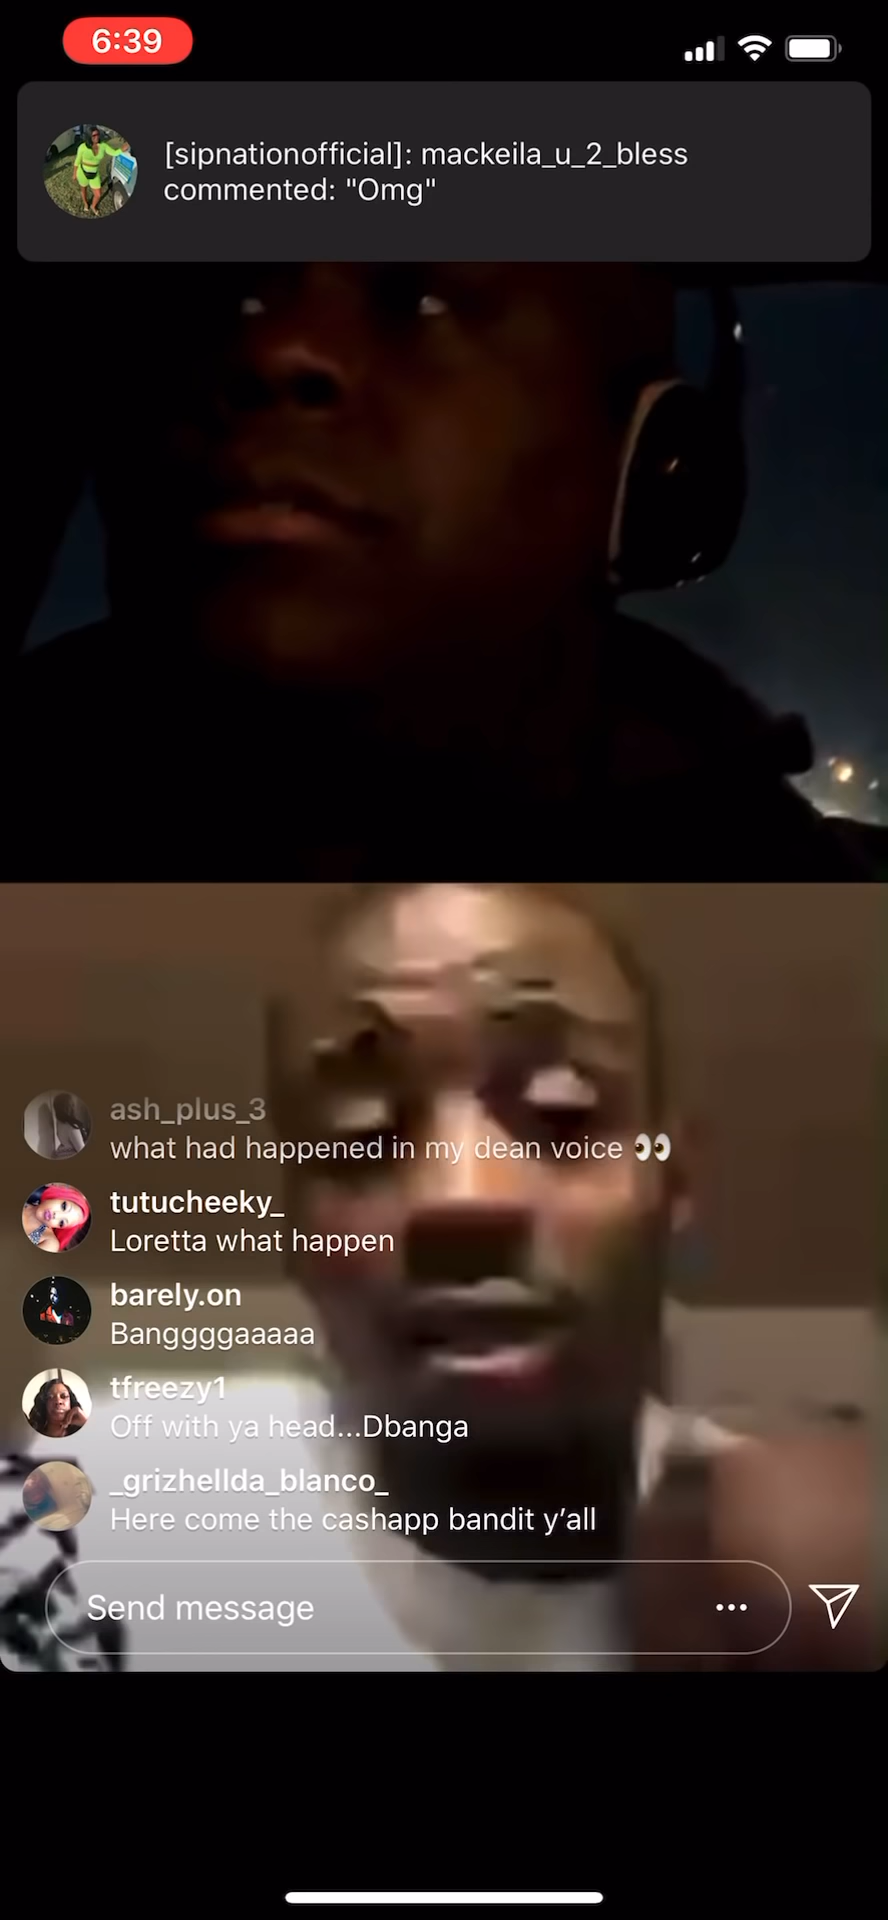 6:39
[sipnationofficial]: mackeila_u_2_bless
commented: "Omg"
ash_plus_3
what had happened in my dean voice 👀
tutucheeky_
Loretta what happen
barely.on
Banggggaaaaa
tfreezy1
Off with ya head...Dbanga
_grizhellda_blanco_
Here come the cashapp bandit y’all
Send message